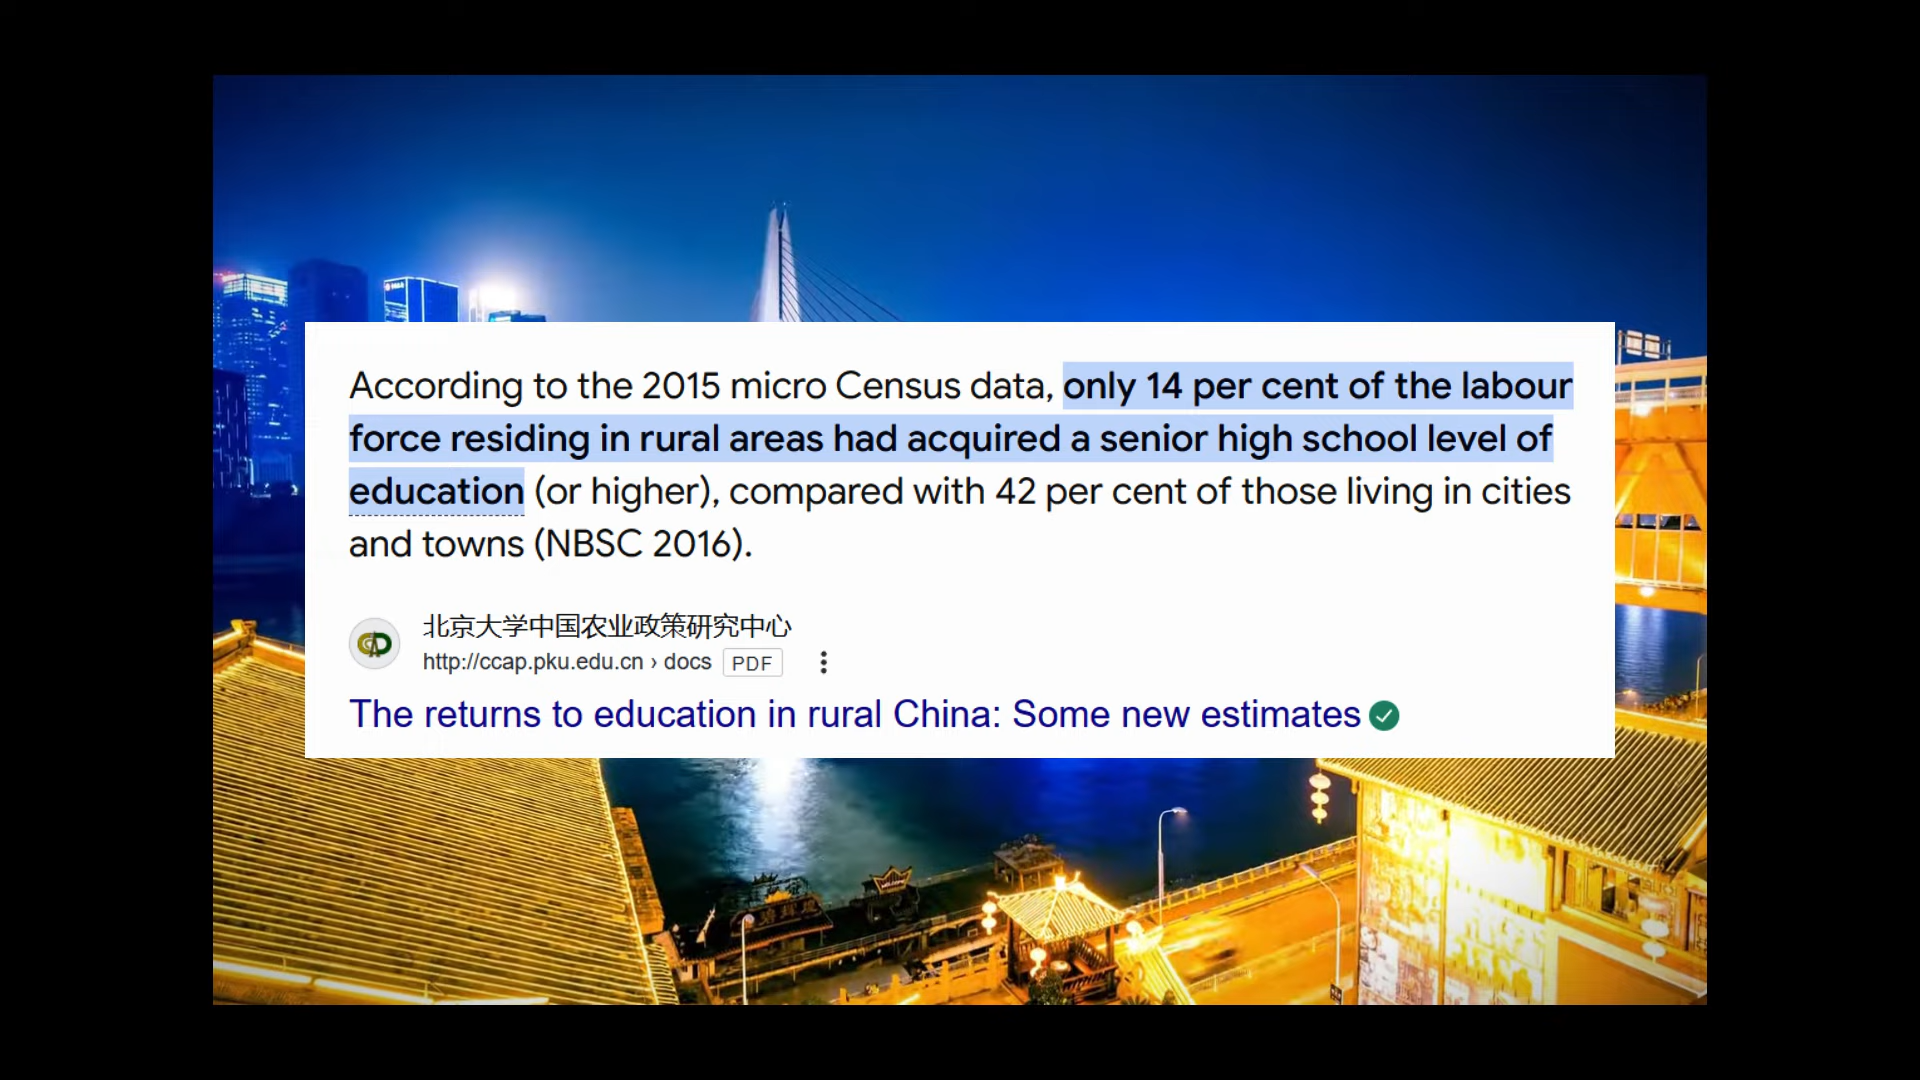 According to the 2015 micro Census data, only 14 per cent of the labour
force residing in rural areas had acquired a senior high school level of
education (or higher), compared with 42 per cent of those living in cities
and towns (NBSC 2016).
北京大学中国农业政策研究中心
http://ccap.pku.edu.cn › docs PDF
The returns to education in rural China: Some new estimates